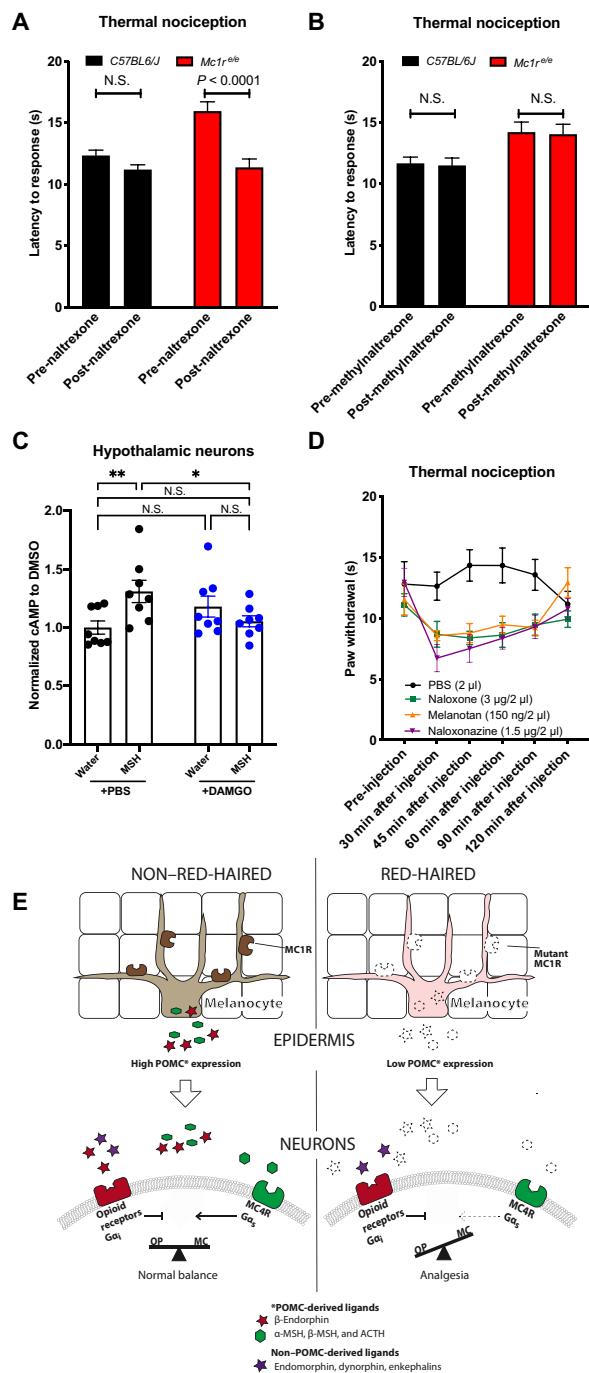 A
Thermal nociception
C57BL6/J
Mc1r e/e
N.S.
P < 0.0001
Latency to response (s)
20
15
10
5
0
Pre-naltrexone
Post-naltrexone
Pre-naltrexone
Post-naltrexone
B
Thermal nociception
C57BL/6J
Mc1r e/e
N.S.
N.S.
Latency to response (s)
20
15
10
5
0
Pre-methylnaltrexone
Post-methylnaltrexone
Pre-methylnaltrexone
Post-methylnaltrexone
C
Hypothalamic neurons
** *
N.S.
N.S. N.S.
Normalized cAMP to DMSO
2.0
1.5
1.0
0.5
0.0
Water
MSH
Water
MSH
+PBS
+DAMGO
D
Thermal nociception
Paw withdrawal (s)
20
15
10
5
0
PBS (2 µl)
Naloxone (3 µg/2 µl)
Melanotan (150 ng/2 µl)
Naloxonazine (1.5 µg/2 µl)
Pre-injection
30 min after injection
45 min after injection
60 min after injection
90 min after injection
120 min after injection
E
NON–RED-HAIRED
RED-HAIRED
MC1R
Mutant
MC1R
Melanocyte
Melanocyte
EPIDERMIS
High POMC* expression
Low POMC* expression
NEURONS
Opioid
receptors
Gαi
MC4R
Gαs
OP MC
Normal balance
Opioid
receptors
Gαi
MC4R
Gαs
OP MC
Analgesia
*POMC-derived ligands
β-Endorphin
α-MSH, β-MSH, and ACTH
Non–POMC-derived ligands
Endomorphin, dynorphin, enkephalins